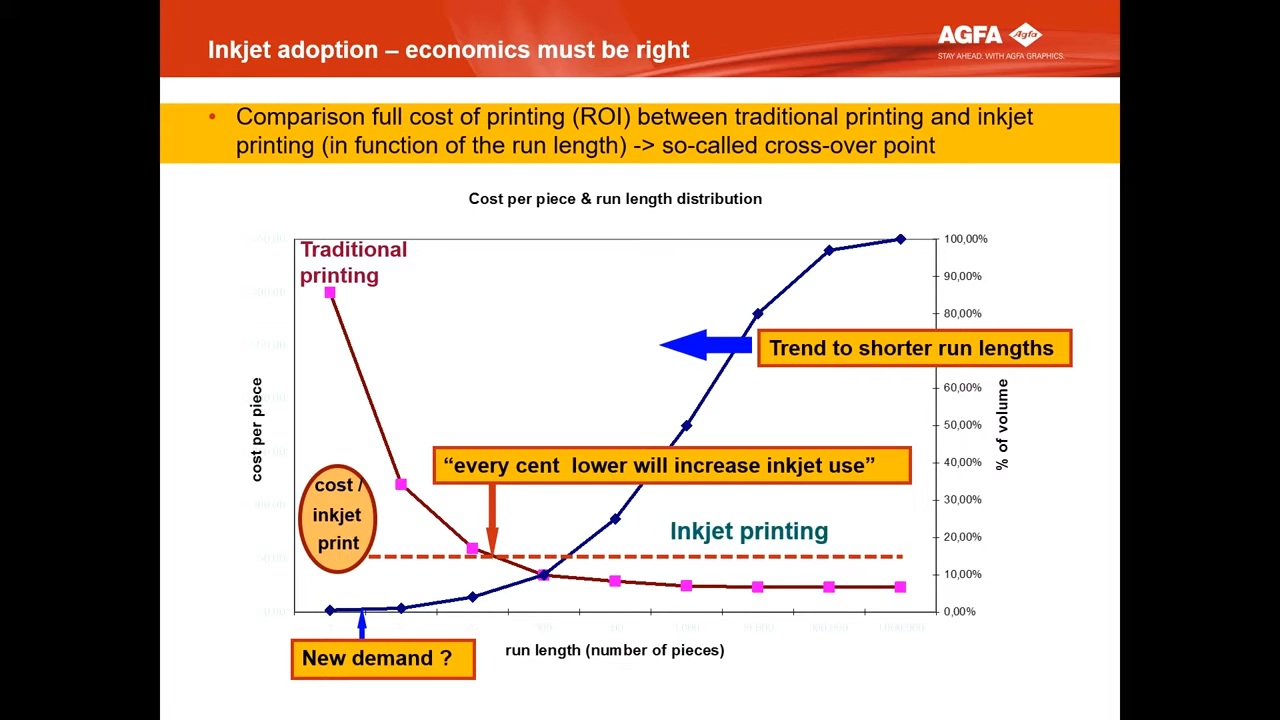 Inkjet adoption – economics must be right
AGFA
Agfa
STAY AHEAD. WITH AGFA GRAPHICS.
• Comparison full cost of printing (ROI) between traditional printing and inkjet
printing (in function of the run length) -> so-called cross-over point
Cost per piece & run length distribution
Traditional
printing
100,00%
90,00%
80,00%
Trend to shorter run lengths
60,00%
50,00%
40,00%
30,00%
20,00%
10,00%
0,00%
cost per piece
% of volume
“every cent lower will increase inkjet use”
cost /
inkjet
print
Inkjet printing
New demand ?
run length (number of pieces)